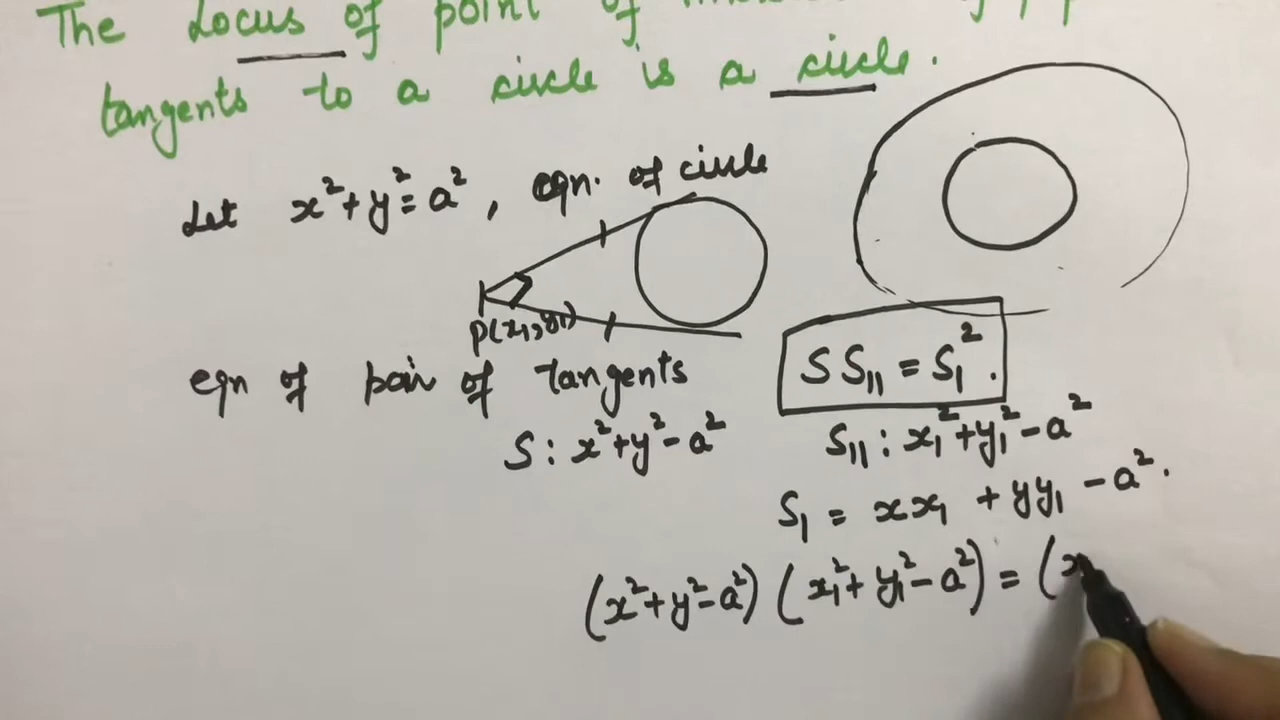 The Locus of point of
tangents to a circle is a circle.
Let x²+y²=a², eqn. of circle
P(x₁,y₁)
eqn of pair of tangents SS₁₁ = S₁².
S: x²+y²-a² S₁₁: x₁²+y₁²-a²
S₁ = xx₁ + yy₁ - a².
(x²+y²-a²) (x₁²+y₁²-a²) = (x